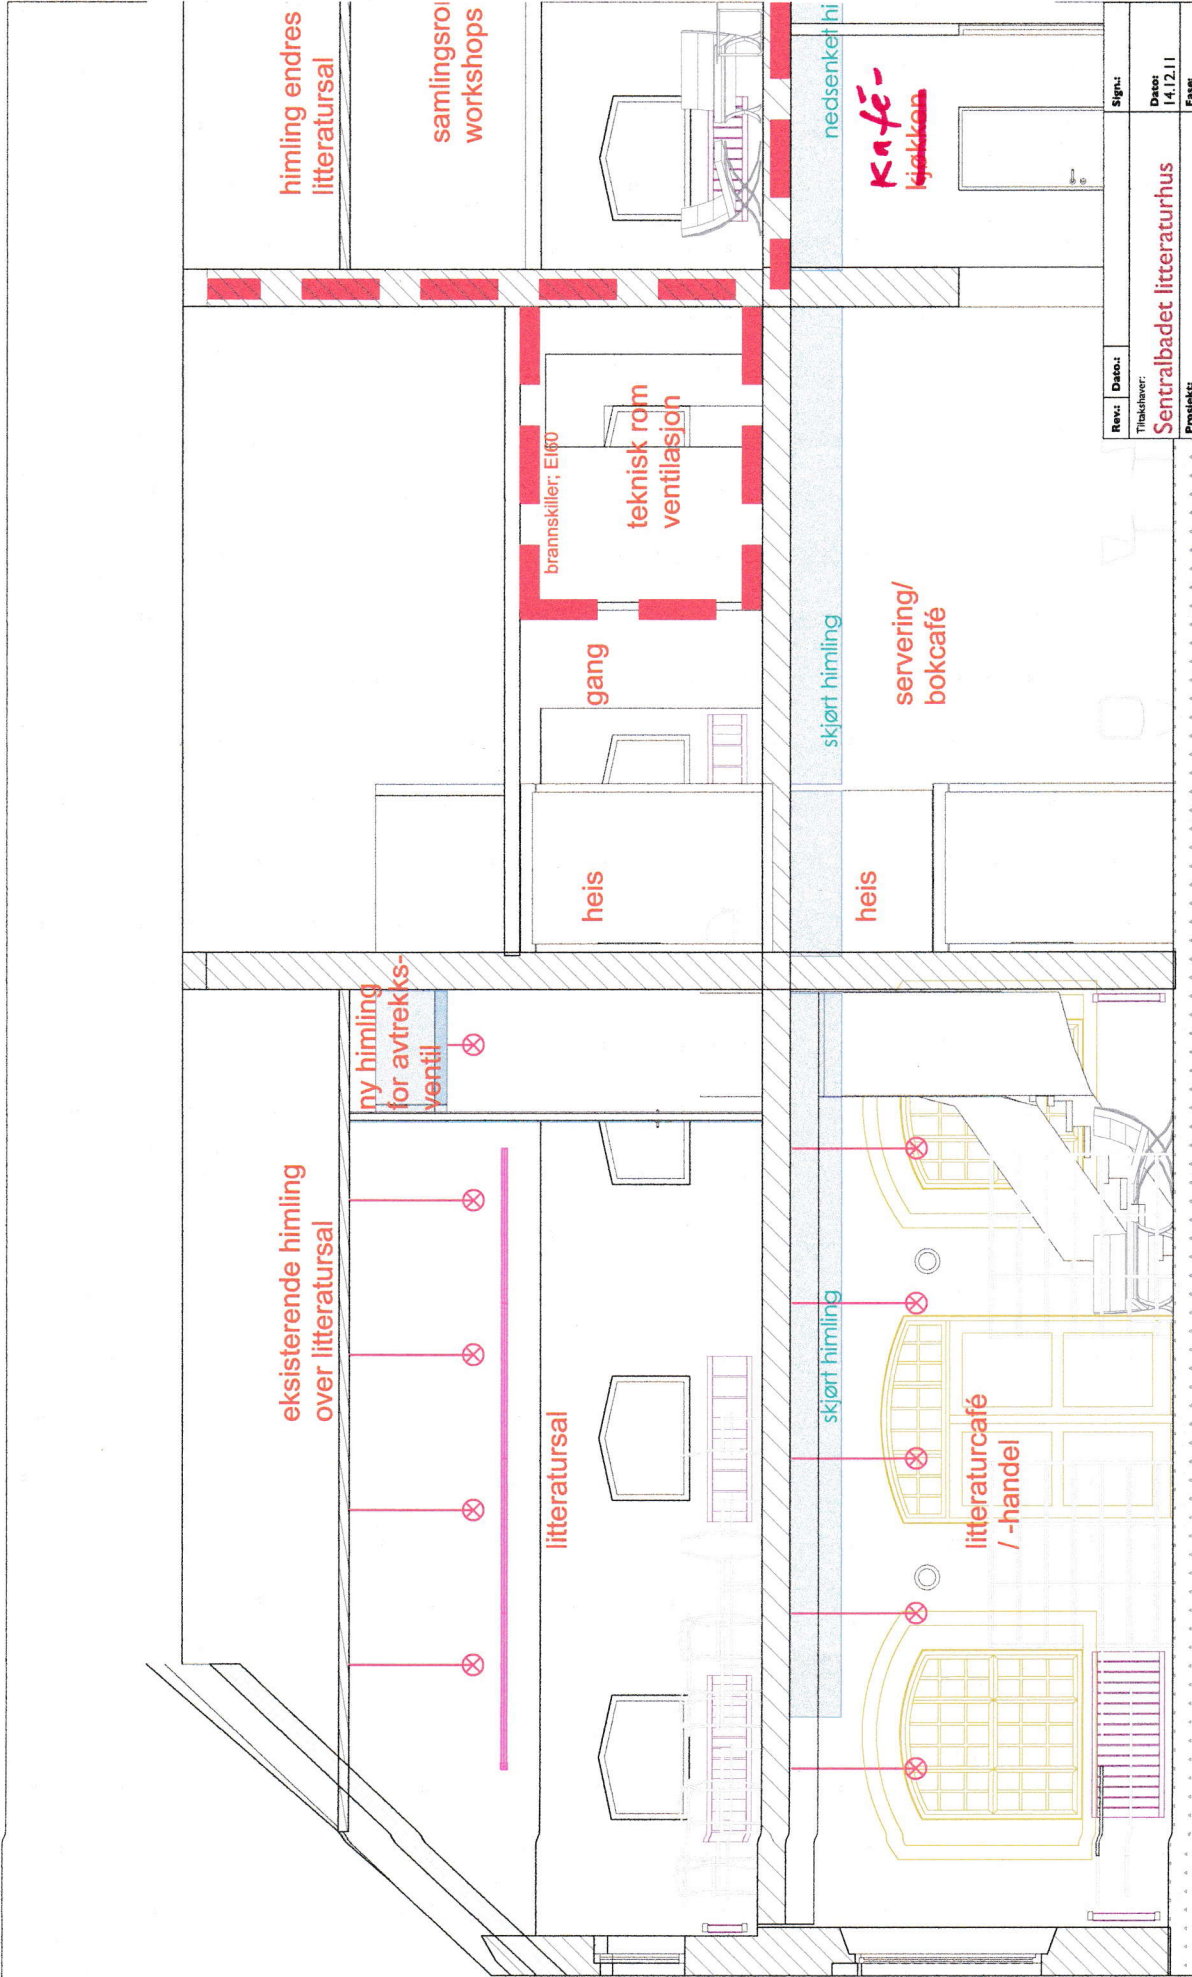 eksisterende himling
over litteratursal
ny himling
for avtrekks-
ventil
himling endres
litteratursal
samlingsro
workshops
litteratursal
heis
gang
brannskiller; EI60
teknisk rom
ventilasjon
skjørt himling
skjørt himling
nedsenket hi
litteraturcafé
/ -handel
heis
servering/
bokcafé
Kafé-
kjøkken
Rev.: Dato.: Sign.:
Tiltakshaver:
Sentralbadet litteraturhus
Dato:
14.12.11
Prosjekt: Fase: